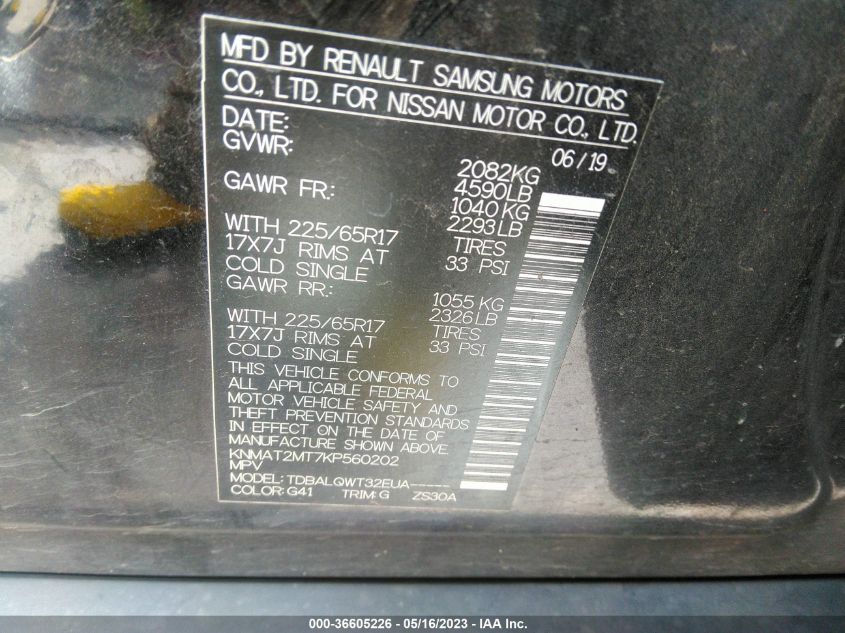 MFD BY RENAULT SAMSUNG MOTORS
CO., LTD. FOR NISSAN MOTOR CO., LTD.
DATE: 06/19
GVWR: 2082KG
4590LB
GAWR FR.: 1040KG
2293LB
WITH 225/65R17 TIRES
17X7J RIMS AT 33 PSI
COLD SINGLE
GAWR RR.: 1055KG
2326LB
WITH 225/65R17 TIRES
17X7J RIMS AT 33 PSI
COLD SINGLE
THIS VEHICLE CONFORMS TO
ALL APPLICABLE FEDERAL
MOTOR VEHICLE SAFETY AND
THEFT PREVENTION STANDARDS
IN EFFECT ON THE DATE OF
MANUFACTURE SHOWN ABOVE.
KNMAT2MT7KP560202
MPV
MODEL: TDBALQWT32EUA-----
COLOR: G41 TRIM: G ZS30A
000-36605226 - 05/16/2023 - IAA Inc.